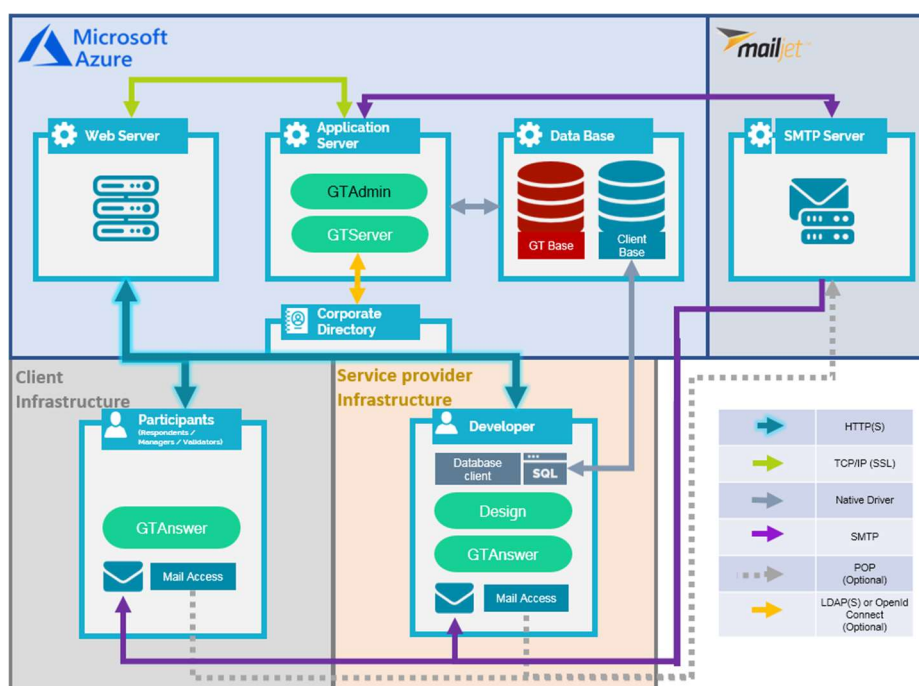 Microsoft
Azure
mailjet
Web Server
Application
Server
Data Base
SMTP Server
GTAdmin
GTServer
GT Base
Client
Base
Corporate
Directory
Client
Infrastructure
Service provider
Infrastructure
Participants
(Respondents /
Managers / Validators)
Developer
Database
client
SQL
GTAnswer
Design
GTAnswer
Mail Access
Mail Access
HTTP(S)
TCP/IP (SSL)
Native Driver
SMTP
POP
(Optional)
LDAP(S) or OpenId
Connect
(Optional)